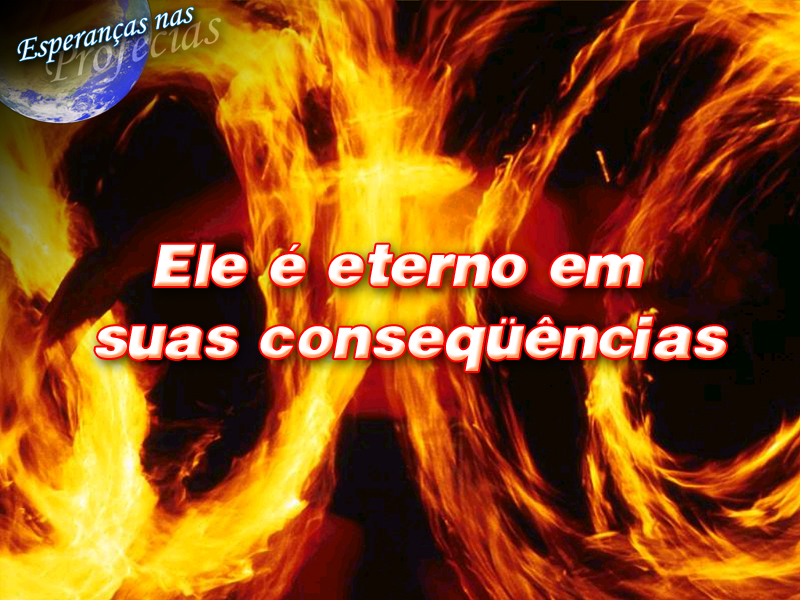 Esperanças nas
Profecias
Ele é eterno em
suas conseqüências